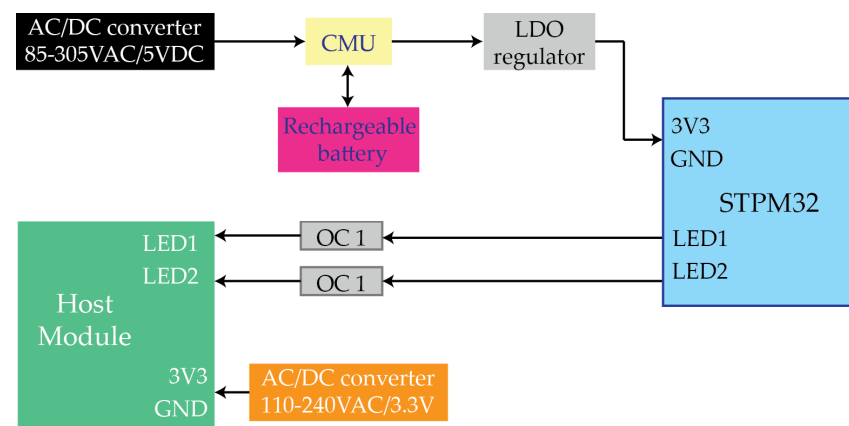 AC/DC converter
85-305VAC/5VDC
CMU
LDO
regulator
Rechargeable
battery
3V3
GND
STPM32
LED1
LED2
OC 1
OC 1
LED1
LED2
Host
Module
3V3
GND
AC/DC converter
110-240VAC/3.3V